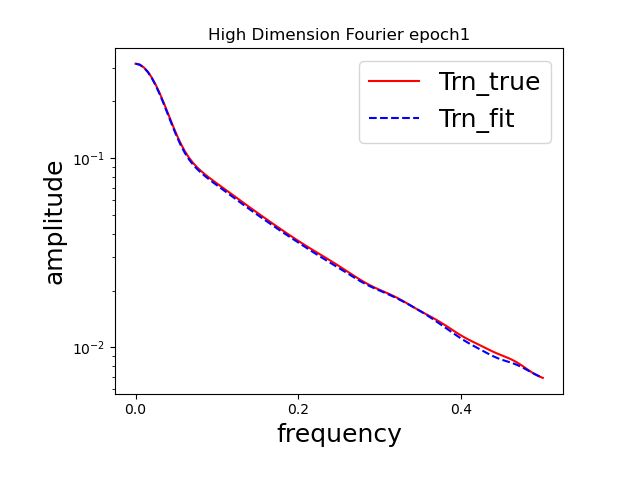 High Dimension Fourier epoch1
Trn_true
Trn_fit
amplitude
10⁻¹
10⁻²
0.0 0.2 0.4
frequency